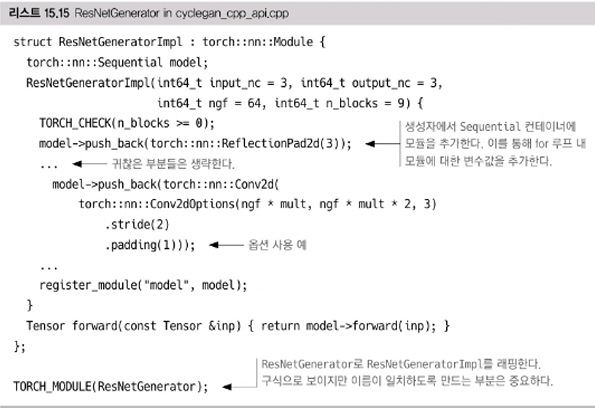 리스트 15.15 ResNetGenerator in cyclegan_cpp_api.cpp
struct ResNetGeneratorImpl : torch::nn::Module {
torch::nn::Sequential model;
ResNetGeneratorImpl(int64_t input_nc = 3, int64_t output_nc = 3,
int64_t ngf = 64, int64_t n_blocks = 9) {
TORCH_CHECK(n_blocks >= 0);
model->push_back(torch::nn::ReflectionPad2d(3));
생성자에서 Sequential 컨테이너에
모듈을 추가한다. 이를 통해 for 루프 내
모듈에 대한 변수값을 추가한다.
... 귀찮은 부분들은 생략한다.
model->push_back(torch::nn::Conv2d(
torch::nn::Conv2dOptions(ngf * mult, ngf * mult * 2, 3)
.stride(2)
.padding(1))); 옵션 사용 예
...
register_module("model", model);
}
Tensor forward(const Tensor &inp) { return model->forward(inp); }
};
ResNetGenerator로 ResNetGeneratorImpl를 래핑한다.
구식으로 보이지만 이름이 일치하도록 만드는 부분은 중요하다.
TORCH_MODULE(ResNetGenerator);